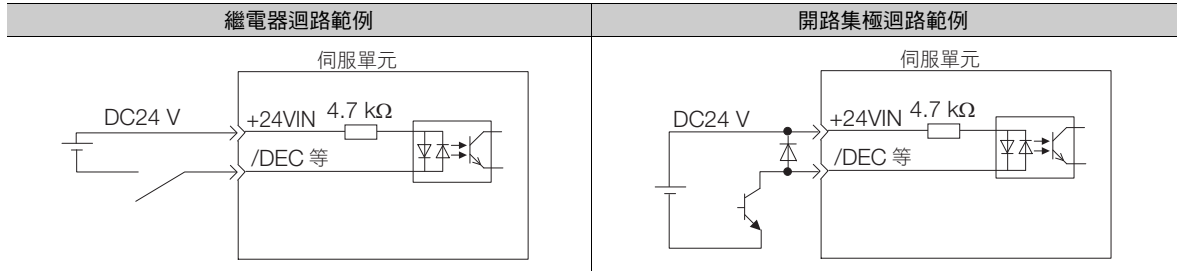 繼電器迴路範例
開路集極迴路範例
伺服單元
DC24 V
+24VIN
4.7 kΩ
/DEC 等
伺服單元
DC24 V
+24VIN
4.7 kΩ
/DEC 等